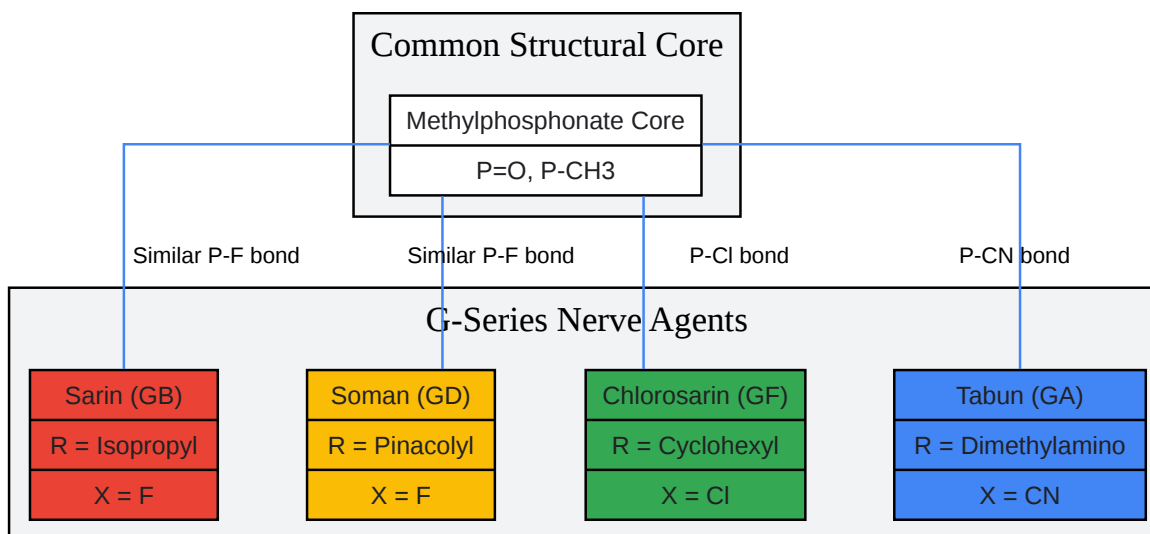 Common Structural Core
Methylphosphonate Core
P=O, P-CH3
Similar P-F bond
Similar P-F bond
P-Cl bond
P-CN bond
G-Series Nerve Agents
Sarin (GB)
R = Isopropyl
X = F
Soman (GD)
R = Pinacolyl
X = F
Chlorosarin (GF)
R = Cyclohexyl
X = Cl
Tabun (GA)
R = Dimethylamino
X = CN